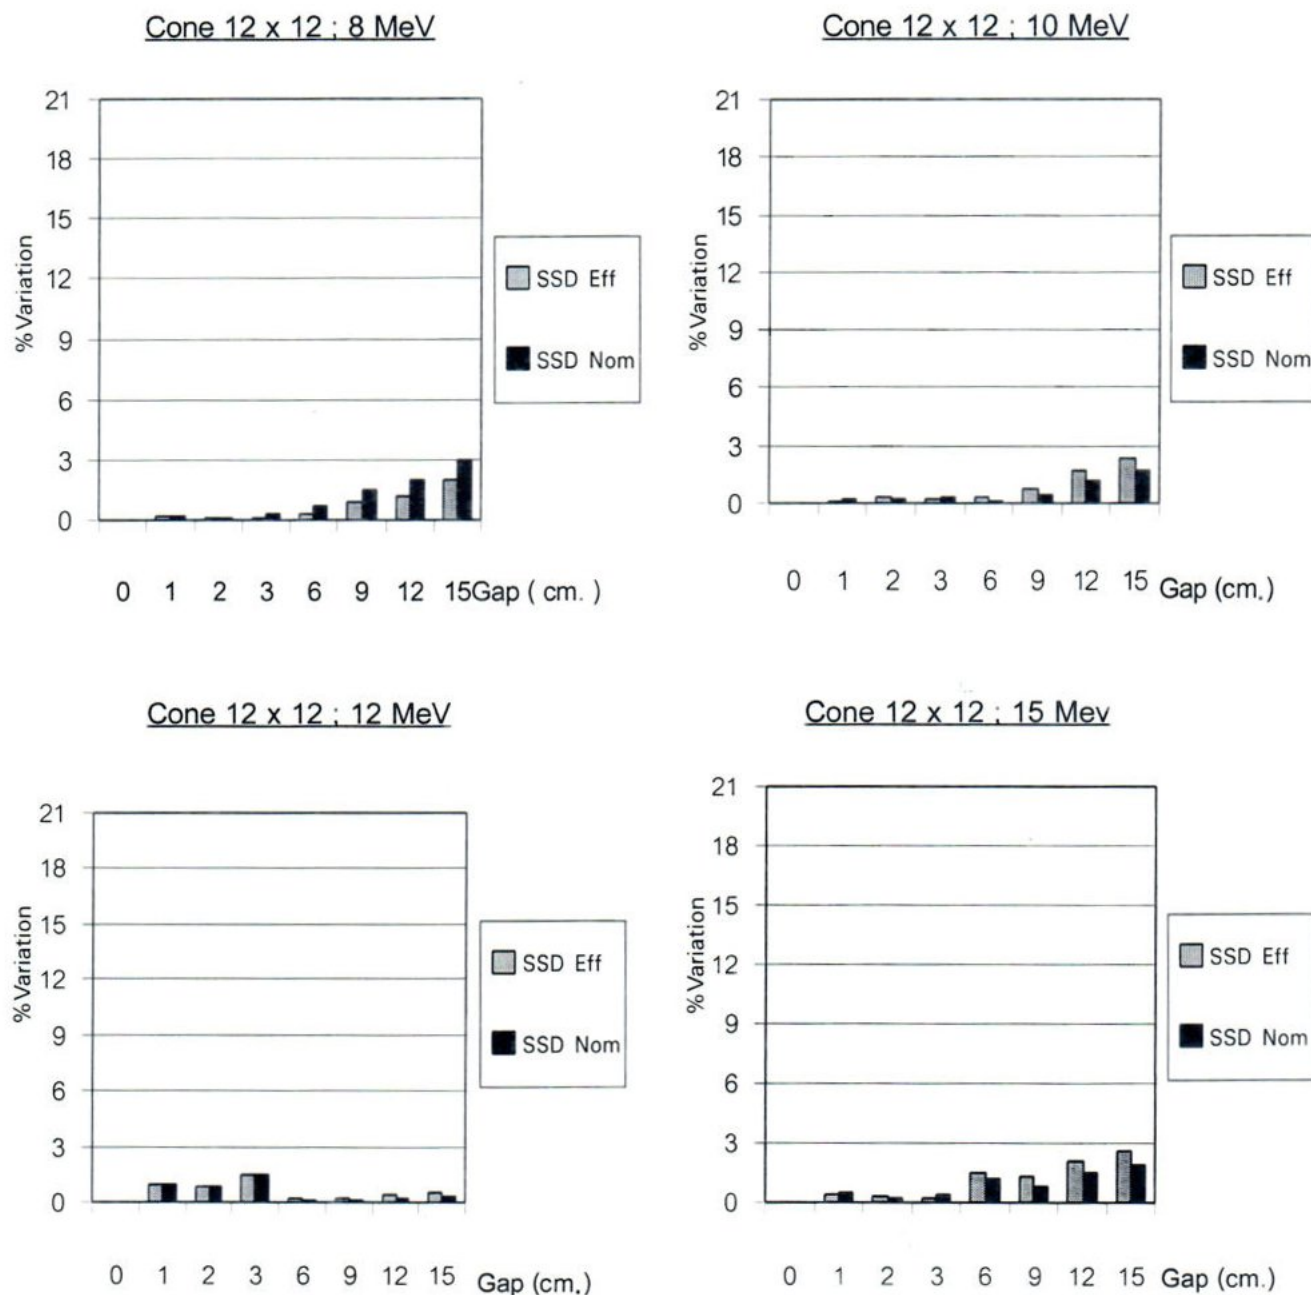 Cone 12 x 12 ; 8 MeV
21
18
15
12
9
6
3
0
%Variation
SSD Eff
SSD Nom
0 1 2 3 6 9 12 15 Gap ( cm. )
Cone 12 x 12 ; 10 MeV
21
18
15
12
9
6
3
0
%Variation
SSD Eff
SSD Nom
0 1 2 3 6 9 12 15 Gap (cm.)
Cone 12 x 12 ; 12 MeV
21
18
15
12
9
6
3
0
%Variation
SSD Eff
SSD Nom
0 1 2 3 6 9 12 15 Gap (cm.)
Cone 12 x 12 ; 15 Mev
21
18
15
12
9
6
3
0
%Variation
SSD Eff
SSD Nom
0 1 2 3 6 9 12 15 Gap (cm.)